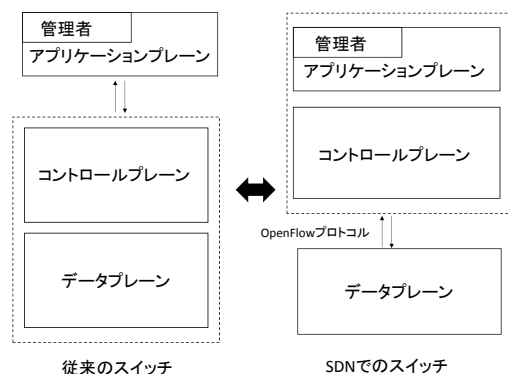 管理者
アプリケーションプレーン
コントロールプレーン
データプレーン
従来のスイッチ
管理者
アプリケーションプレーン
コントロールプレーン
OpenFlowプロトコル
データプレーン
SDNでのスイッチ